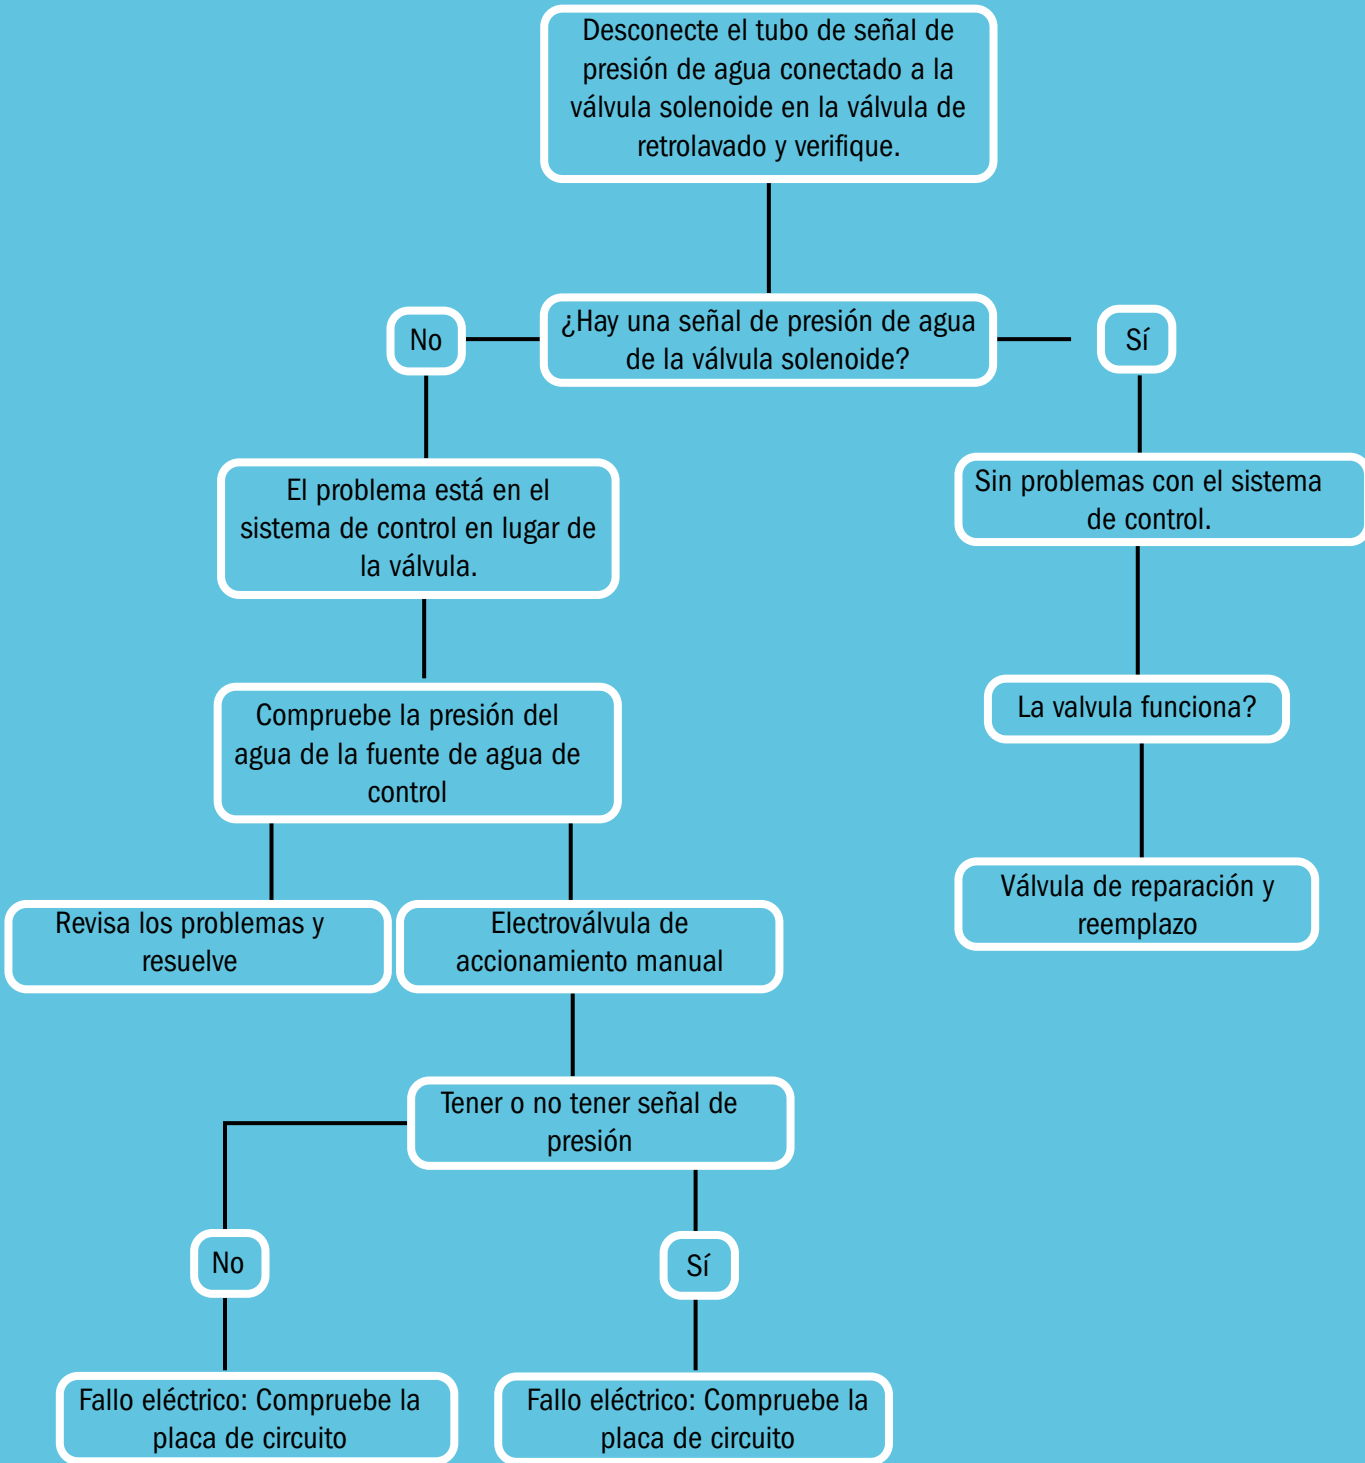 Desconecte el tubo de señal de
presión de agua conectado a la
válvula solenoide en la válvula de
retrolavado y verifique.
No
¿Hay una señal de presión de agua
de la válvula solenoide?
Sí
El problema está en el
sistema de control en lugar de
la válvula.
Sin problemas con el sistema
de control.
Compruebe la presión del
agua de la fuente de agua de
control
La valvula funciona?
Revisa los problemas y
resuelve
Electroválvula de
accionamiento manual
Válvula de reparación y
reemplazo
Tener o no tener señal de
presión
No
Sí
Fallo eléctrico: Compruebe la
placa de circuito
Fallo eléctrico: Compruebe la
placa de circuito